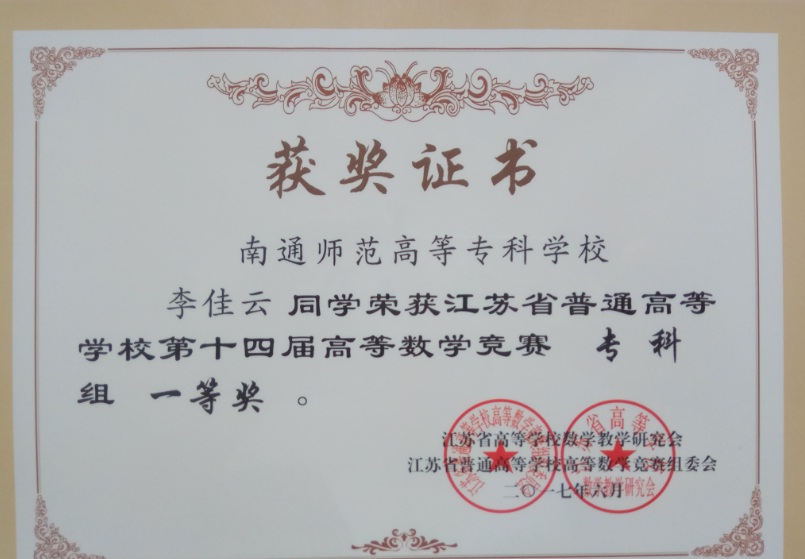 获奖证书
南通师范高等专科学校
李佳云 同学荣获江苏省普通高等
学校第十四届高等数学竞赛 专科
组 一等奖 。
江苏省高等学校数学教学研究会
江苏省普通高等学校高等数学竞赛组委会
二〇一七年六月